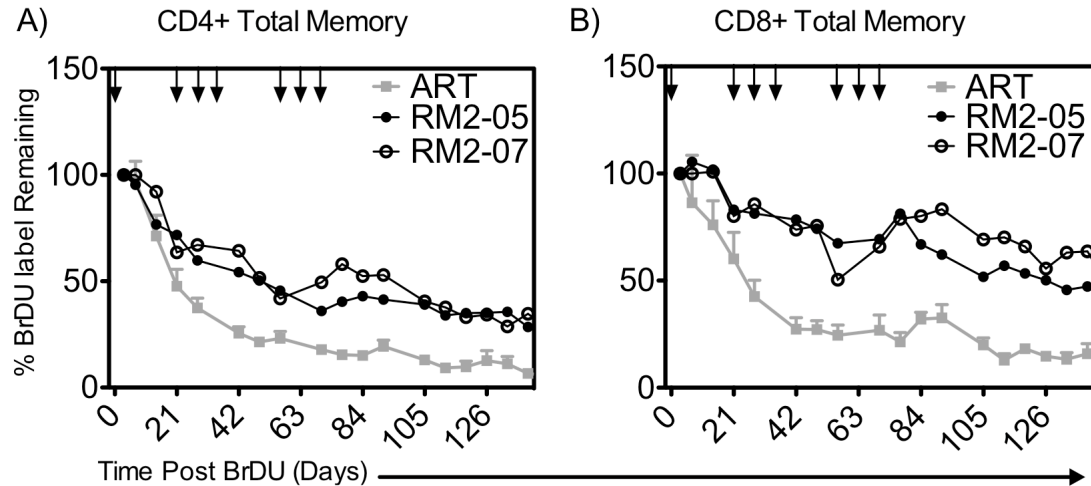 A) CD4+ Total Memory
B) CD8+ Total Memory
% BrDU label Remaining
150
100
50
0
ART
RM2-05
RM2-07
0 21 42 63 84 105 126
150
100
50
0
ART
RM2-05
RM2-07
0 21 42 63 84 105 126
Time Post BrDU (Days)